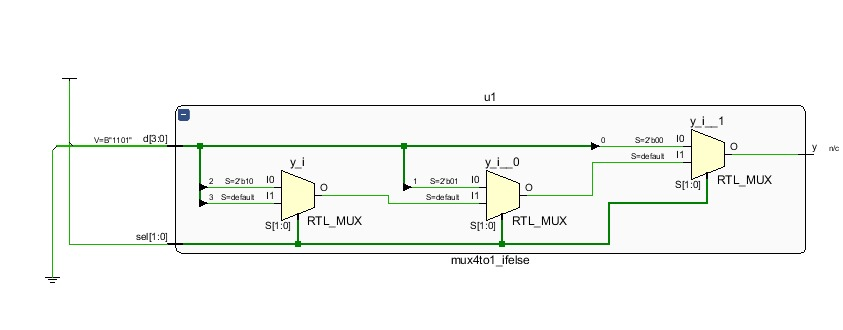 u1
y_i__1
V=B"1101" d[3:0]
0 S=2'b00 I0
S=default I1
O
y n/c
S[1:0]
RTL_MUX
y_i
2 S=2'b10 I0
3 S=default I1
O
S[1:0]
RTL_MUX
y_i__0
1 S=2'b01 I0
S=default I1
O
S[1:0]
RTL_MUX
sel[1:0]
mux4to1_ifelse